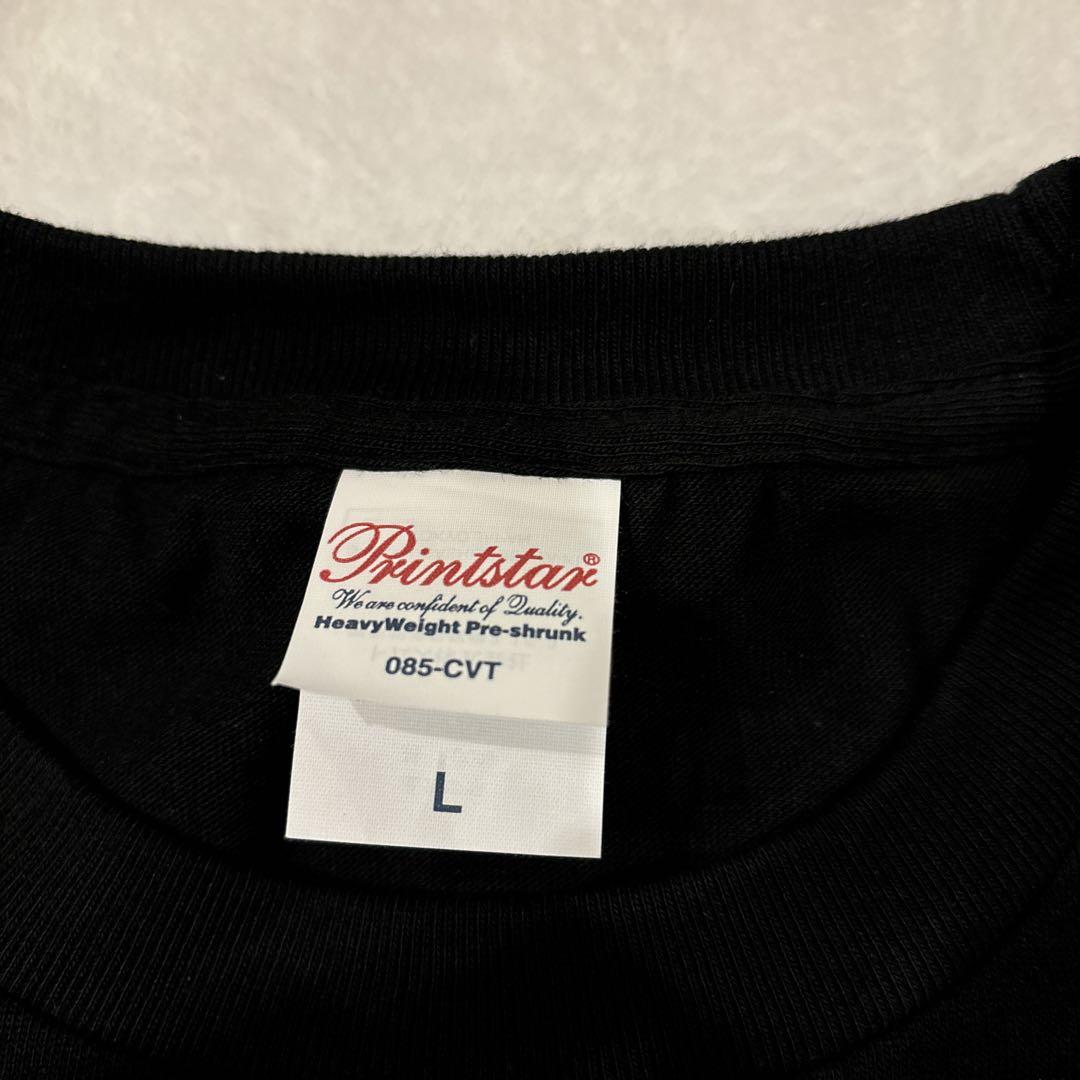 Printstar®
We are confident of Quality.
HeavyWeight Pre-shrunk
085-CVT
L